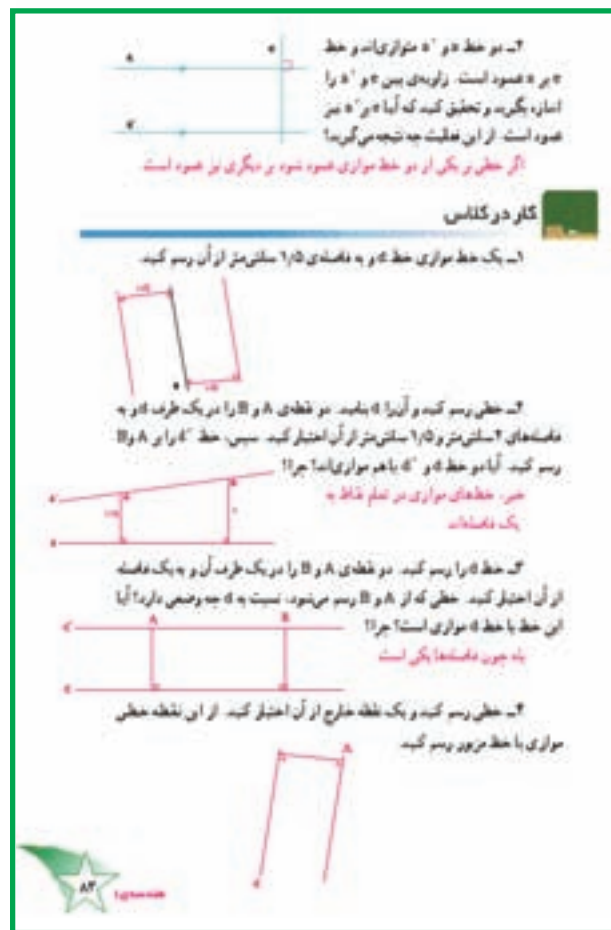 ۲ــ دو خط a و a′ موازی‌اند و خط
e بر a عمود است. زاویه‌ی بین e و a′ را
اندازه بگیرید و تحقیق کنید که آیا e بر a′ نیز
عمود است. از این فعالیت چه نتیجه می‌گیرید؟
اگر خطی بر یکی از دو خط موازی عمود شود بر دیگری نیز عمود است.
کار در کلاس
۱ــ یک خط موازی خط d و به فاصله‌ی ۱/۵ سانتی‌متر از آن رسم کنید.
۲ــ خطی رسم کنید و آن‌را d بنامید. دو نقطه‌ی A و B را در یک طرف d و به
فاصله‌های ۲ سانتی‌متر و ۱/۵ سانتی‌متر از آن اختیار کنید. سپس، خط d′ را بر A و B
رسم کنید. آیا دو خط d و d′ با هم موازی‌اند؟ چرا؟
خیر، خط‌های موازی در تمام نقاط به
یک فاصله‌اند
۳ــ خط d را رسم کنید. دو نقطه‌ی A و B را در یک طرف آن و به یک فاصله
از آن اختیار کنید. خطی که از A و B رسم می‌شود، نسبت به d چه وضعی دارد؟ آیا
این خط با خط d موازی است؟ چرا؟
بله چون فاصله‌ها یکی است
A B
۴ــ خطی رسم کنید و یک نقطه خارج از آن اختیار کنید. از این نقطه خطی
موازی با خط مزبور رسم کنید.
A
۸۳
هندسه‌ی ۱